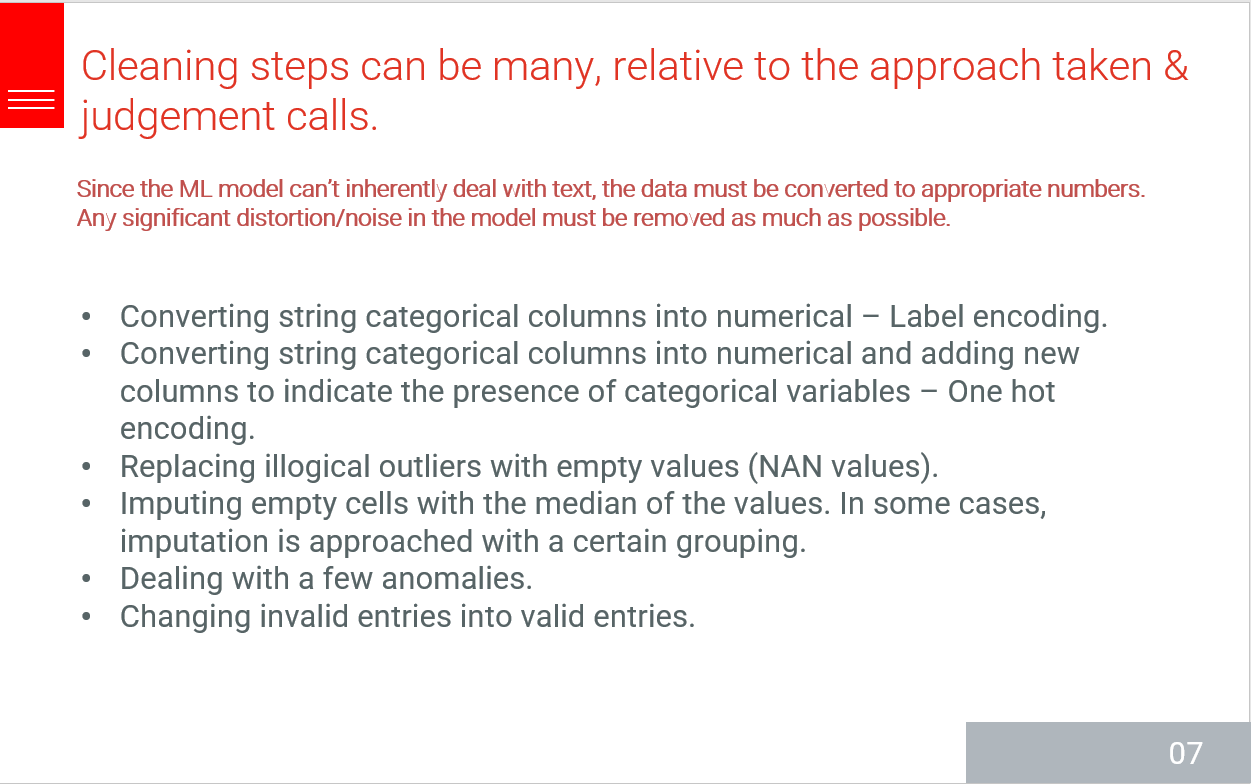 Cleaning steps can be many, relative to the approach taken &
judgement calls.
Since the ML model can’t inherently deal with text, the data must be converted to appropriate numbers.
Any significant distortion/noise in the model must be removed as much as possible.
• Converting string categorical columns into numerical – Label encoding.
• Converting string categorical columns into numerical and adding new
columns to indicate the presence of categorical variables – One hot
encoding.
• Replacing illogical outliers with empty values (NAN values).
• Imputing empty cells with the median of the values. In some cases,
imputation is approached with a certain grouping.
• Dealing with a few anomalies.
• Changing invalid entries into valid entries.
07